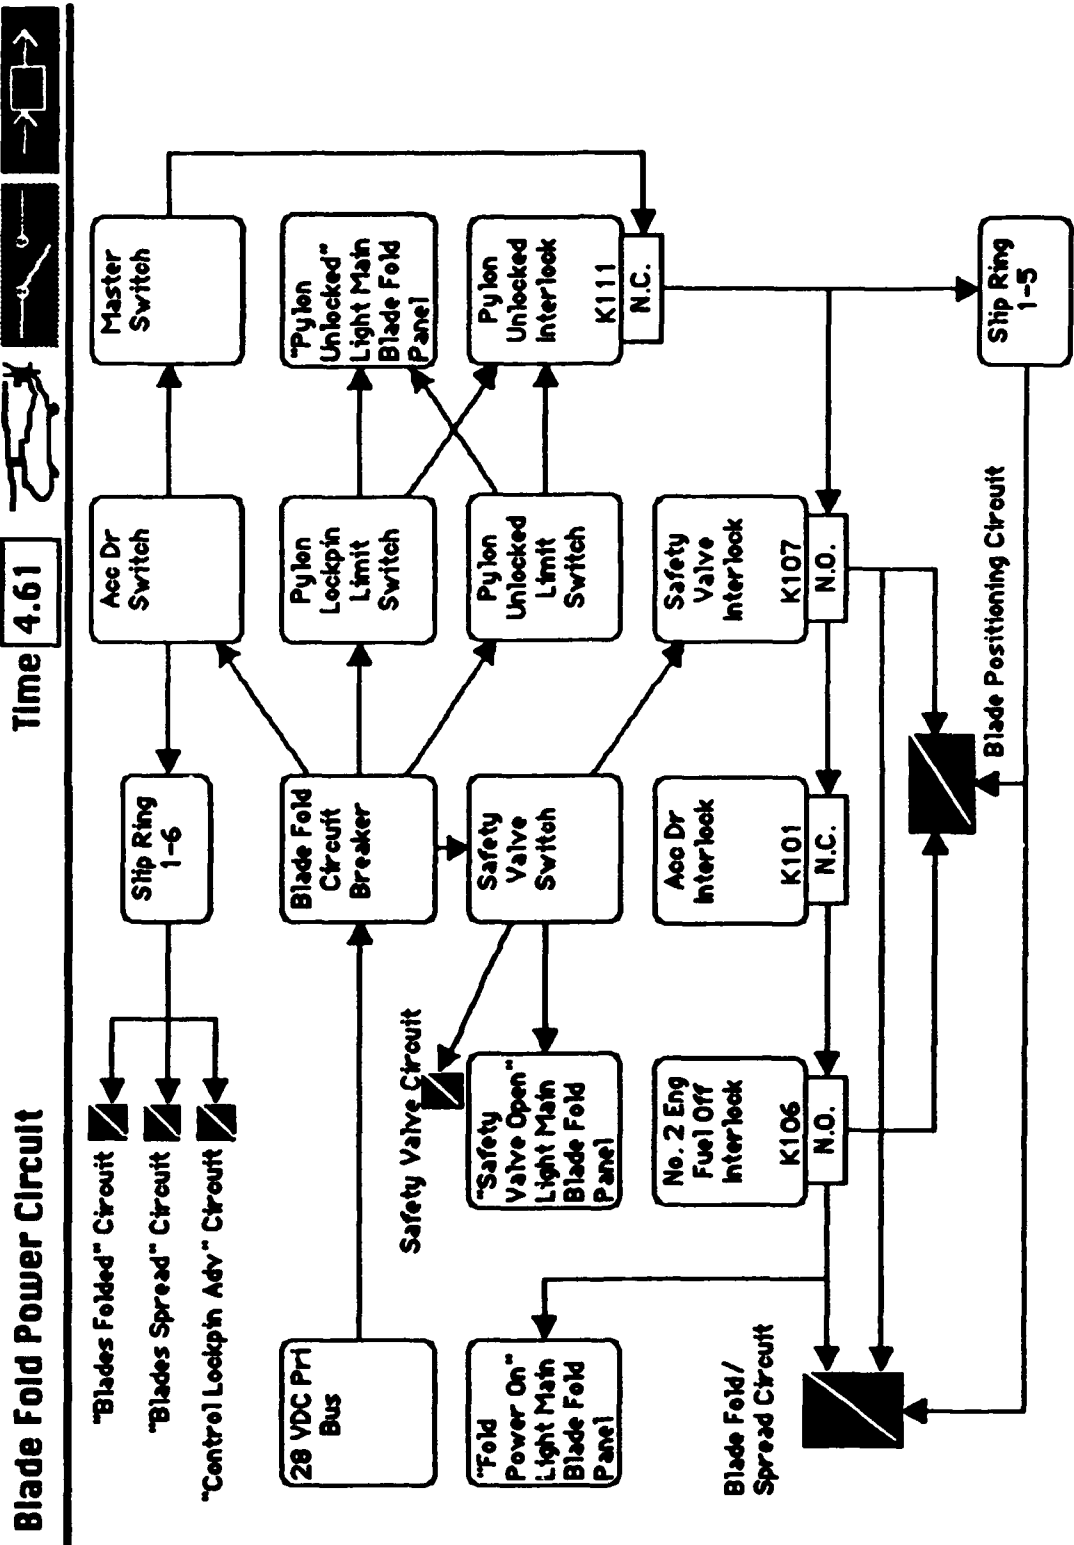 Blade Fold Power Circuit
Time 4.61
"Blades Folded" Circuit
"Blades Spread" Circuit
"Control Lockpin Adv" Circuit
Slip Ring
1-6
Acc Dr
Switch
Master
Switch
28 VDC Pri
Bus
Blade Fold
Circuit
Breaker
Pylon
Lockpin
Limit
Switch
"Pylon
Unlocked"
Light Main
Blade Fold
Panel
Safety Valve Circuit
"Fold
Power On"
Light Main
Blade Fold
Panel
"Safety
Valve Open"
Light Main
Blade Fold
Panel
Safety
Valve
Switch
Pylon
Unlocked
Limit
Switch
Pylon
Unlocked
Interlock
K111
N.C.
No. 2 Eng
Fuel Off
Interlock
K106
N.O.
Acc Dr
Interlock
K101
N.C.
Safety
Valve
Interlock
K107
N.O.
Blade Fold/
Spread Circuit
Blade Positioning Circuit
Slip Ring
1-5